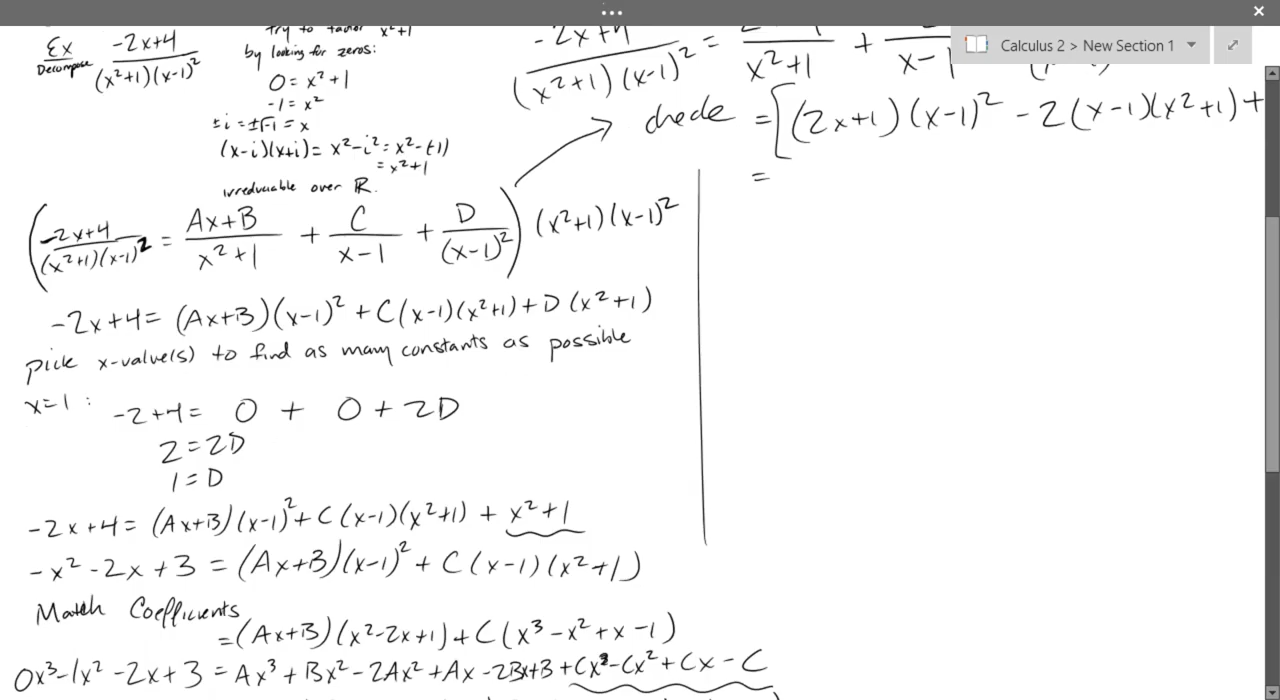 Calculus 2 > New Section 1
Ex
Decompose
-2x+4
(x²+1)(x-1)²
try to factor x²+1
by looking for zeros:
0 = x²+1
-1 = x²
±i = ±√-1 = x
(x-i)(x+i) = x²-i² = x²-(-1)
= x²+1
irreducible over ℝ.
(-2x+4/(x²+1)(x-1)² = Ax+B/x²+1 + C/x-1 + D/(x-1)²) (x²+1)(x-1)²
-2x+4 = (Ax+B)(x-1)² + C(x-1)(x²+1) + D(x²+1)
pick x-value(s) to find as many constants as possible
x=1: -2+4 = 0 + 0 + 2D
2 = 2D
1 = D
-2x+4 = (Ax+B)(x-1)² + C(x-1)(x²+1) + x²+1
-x²-2x+3 = (Ax+B)(x-1)² + C(x-1)(x²+1)
Match Coefficients
= (Ax+B)(x²-2x+1) + C(x³-x²+x-1)
0x³-1x²-2x+3 = Ax³+Bx²-2Ax²+Ax-2Bx+B+Cx³-Cx²+Cx-C
-2x+4
(x²+1)(x-1)²
=
x²+1
+
x-1
check = [(2x+1)(x-1)² - 2(x-1)(x²+1) +
=